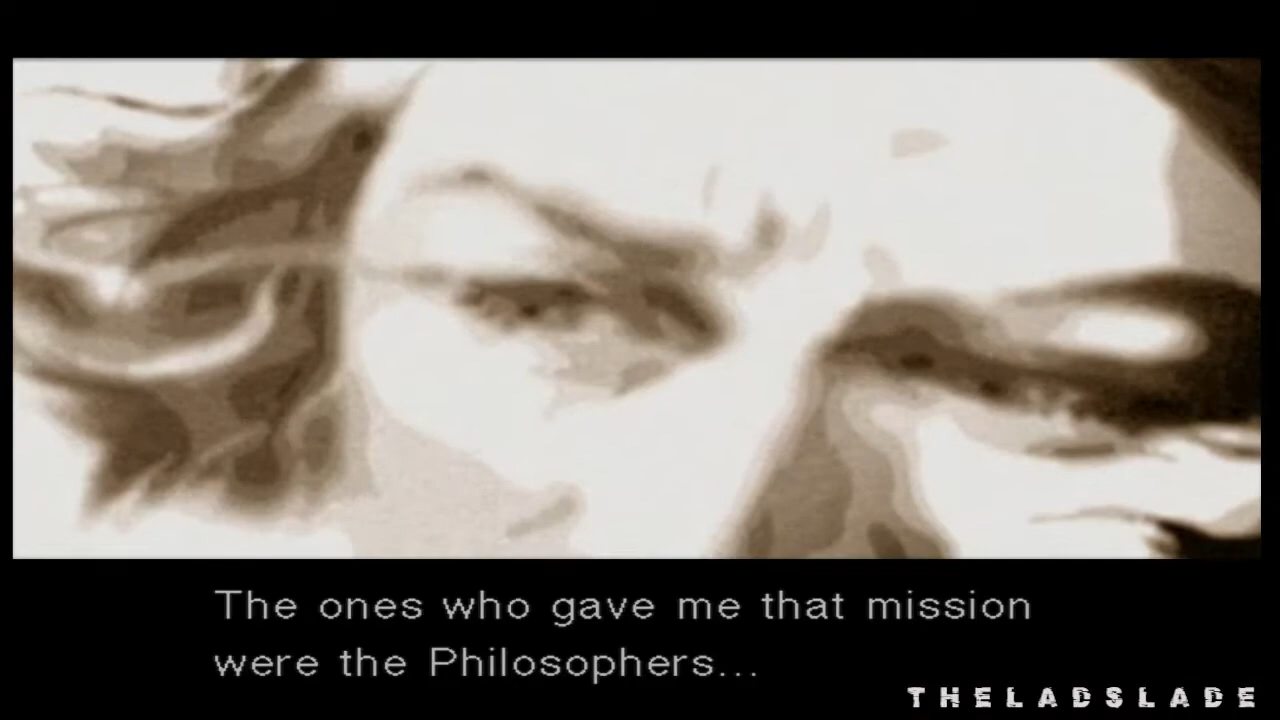 The ones who gave me that mission
were the Philosophers...
THELADSLADE